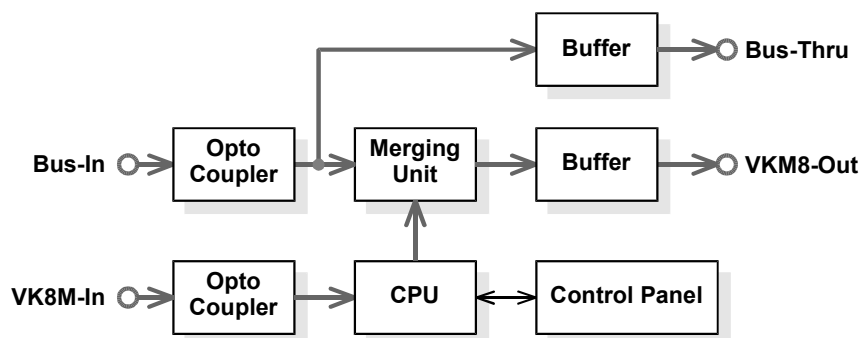 Buffer
Bus-Thru
Bus-In
Opto
Coupler
Merging
Unit
Buffer
VKM8-Out
VK8M-In
Opto
Coupler
CPU
Control Panel